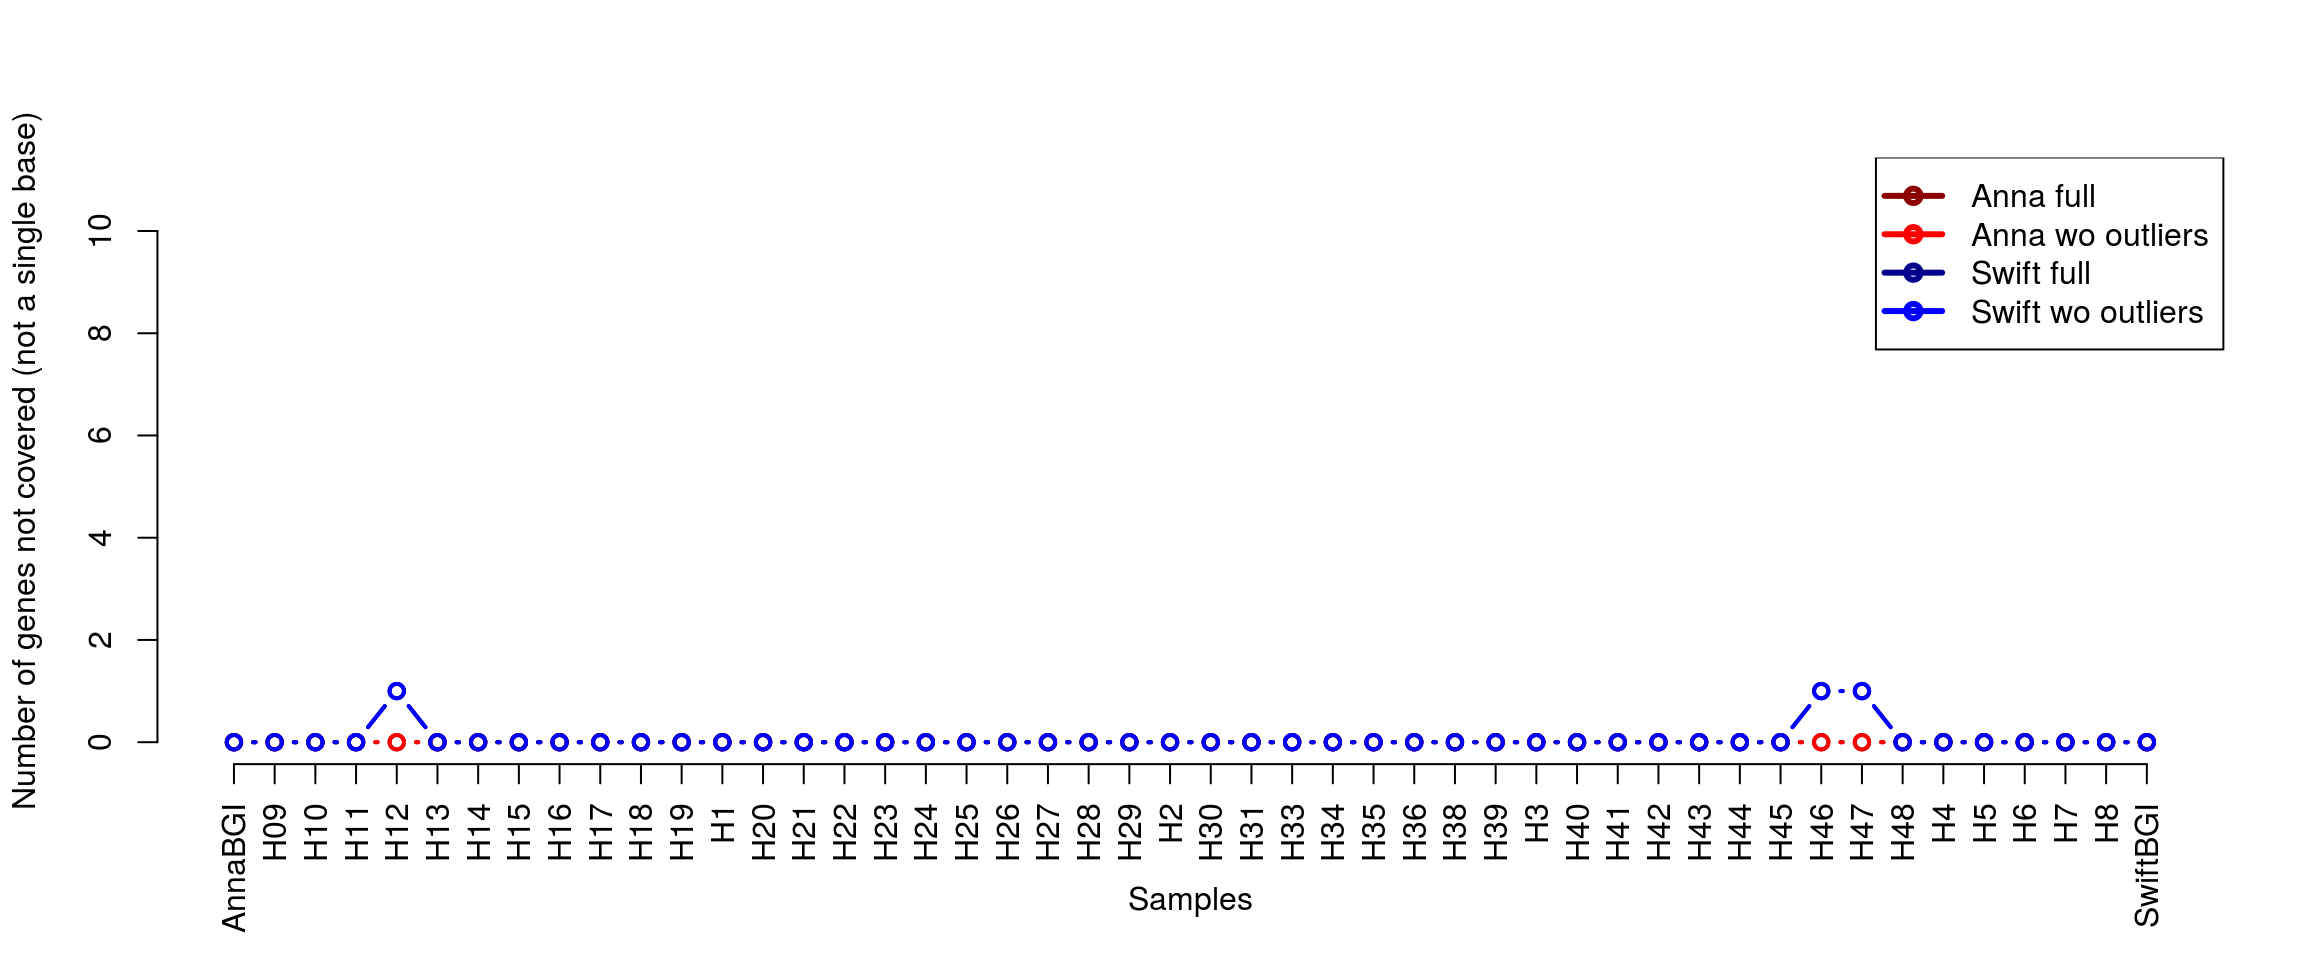 Number of genes not covered (not a single base)
10
8
6
4
2
0
Anna full
Anna wo outliers
Swift full
Swift wo outliers
AnnaBGI
H09
H10
H11
H12
H13
H14
H15
H16
H17
H18
H19
H1
H20
H21
H22
H23
H24
H25
H26
H27
H28
H29
H2
H30
H31
H33
H34
H35
H36
H38
H39
H3
H40
H41
H42
H43
H44
H45
H46
H47
H48
H4
H5
H6
H7
H8
SwiftBGI
Samples